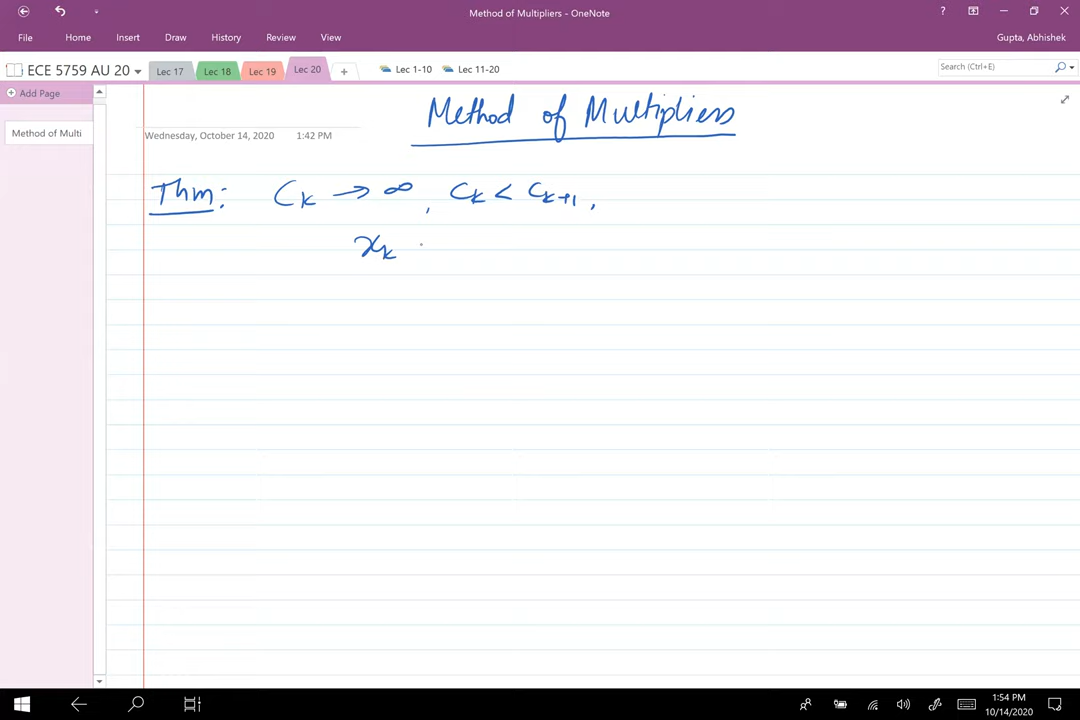 Method of Multipliers - OneNote
?
File Home Insert Draw History Review View
Gupta, Abhishek
ECE 5759 AU 20
Lec 17 Lec 18 Lec 19 Lec 20 + Lec 1-10 Lec 11-20
Search (Ctrl+E)
+ Add Page
Method of Multi
Method of Multipliers
Wednesday, October 14, 2020 1:42 PM
Thm: C_k → ∞, C_k < C_{k+1},
x_k
1:54 PM
10/14/2020